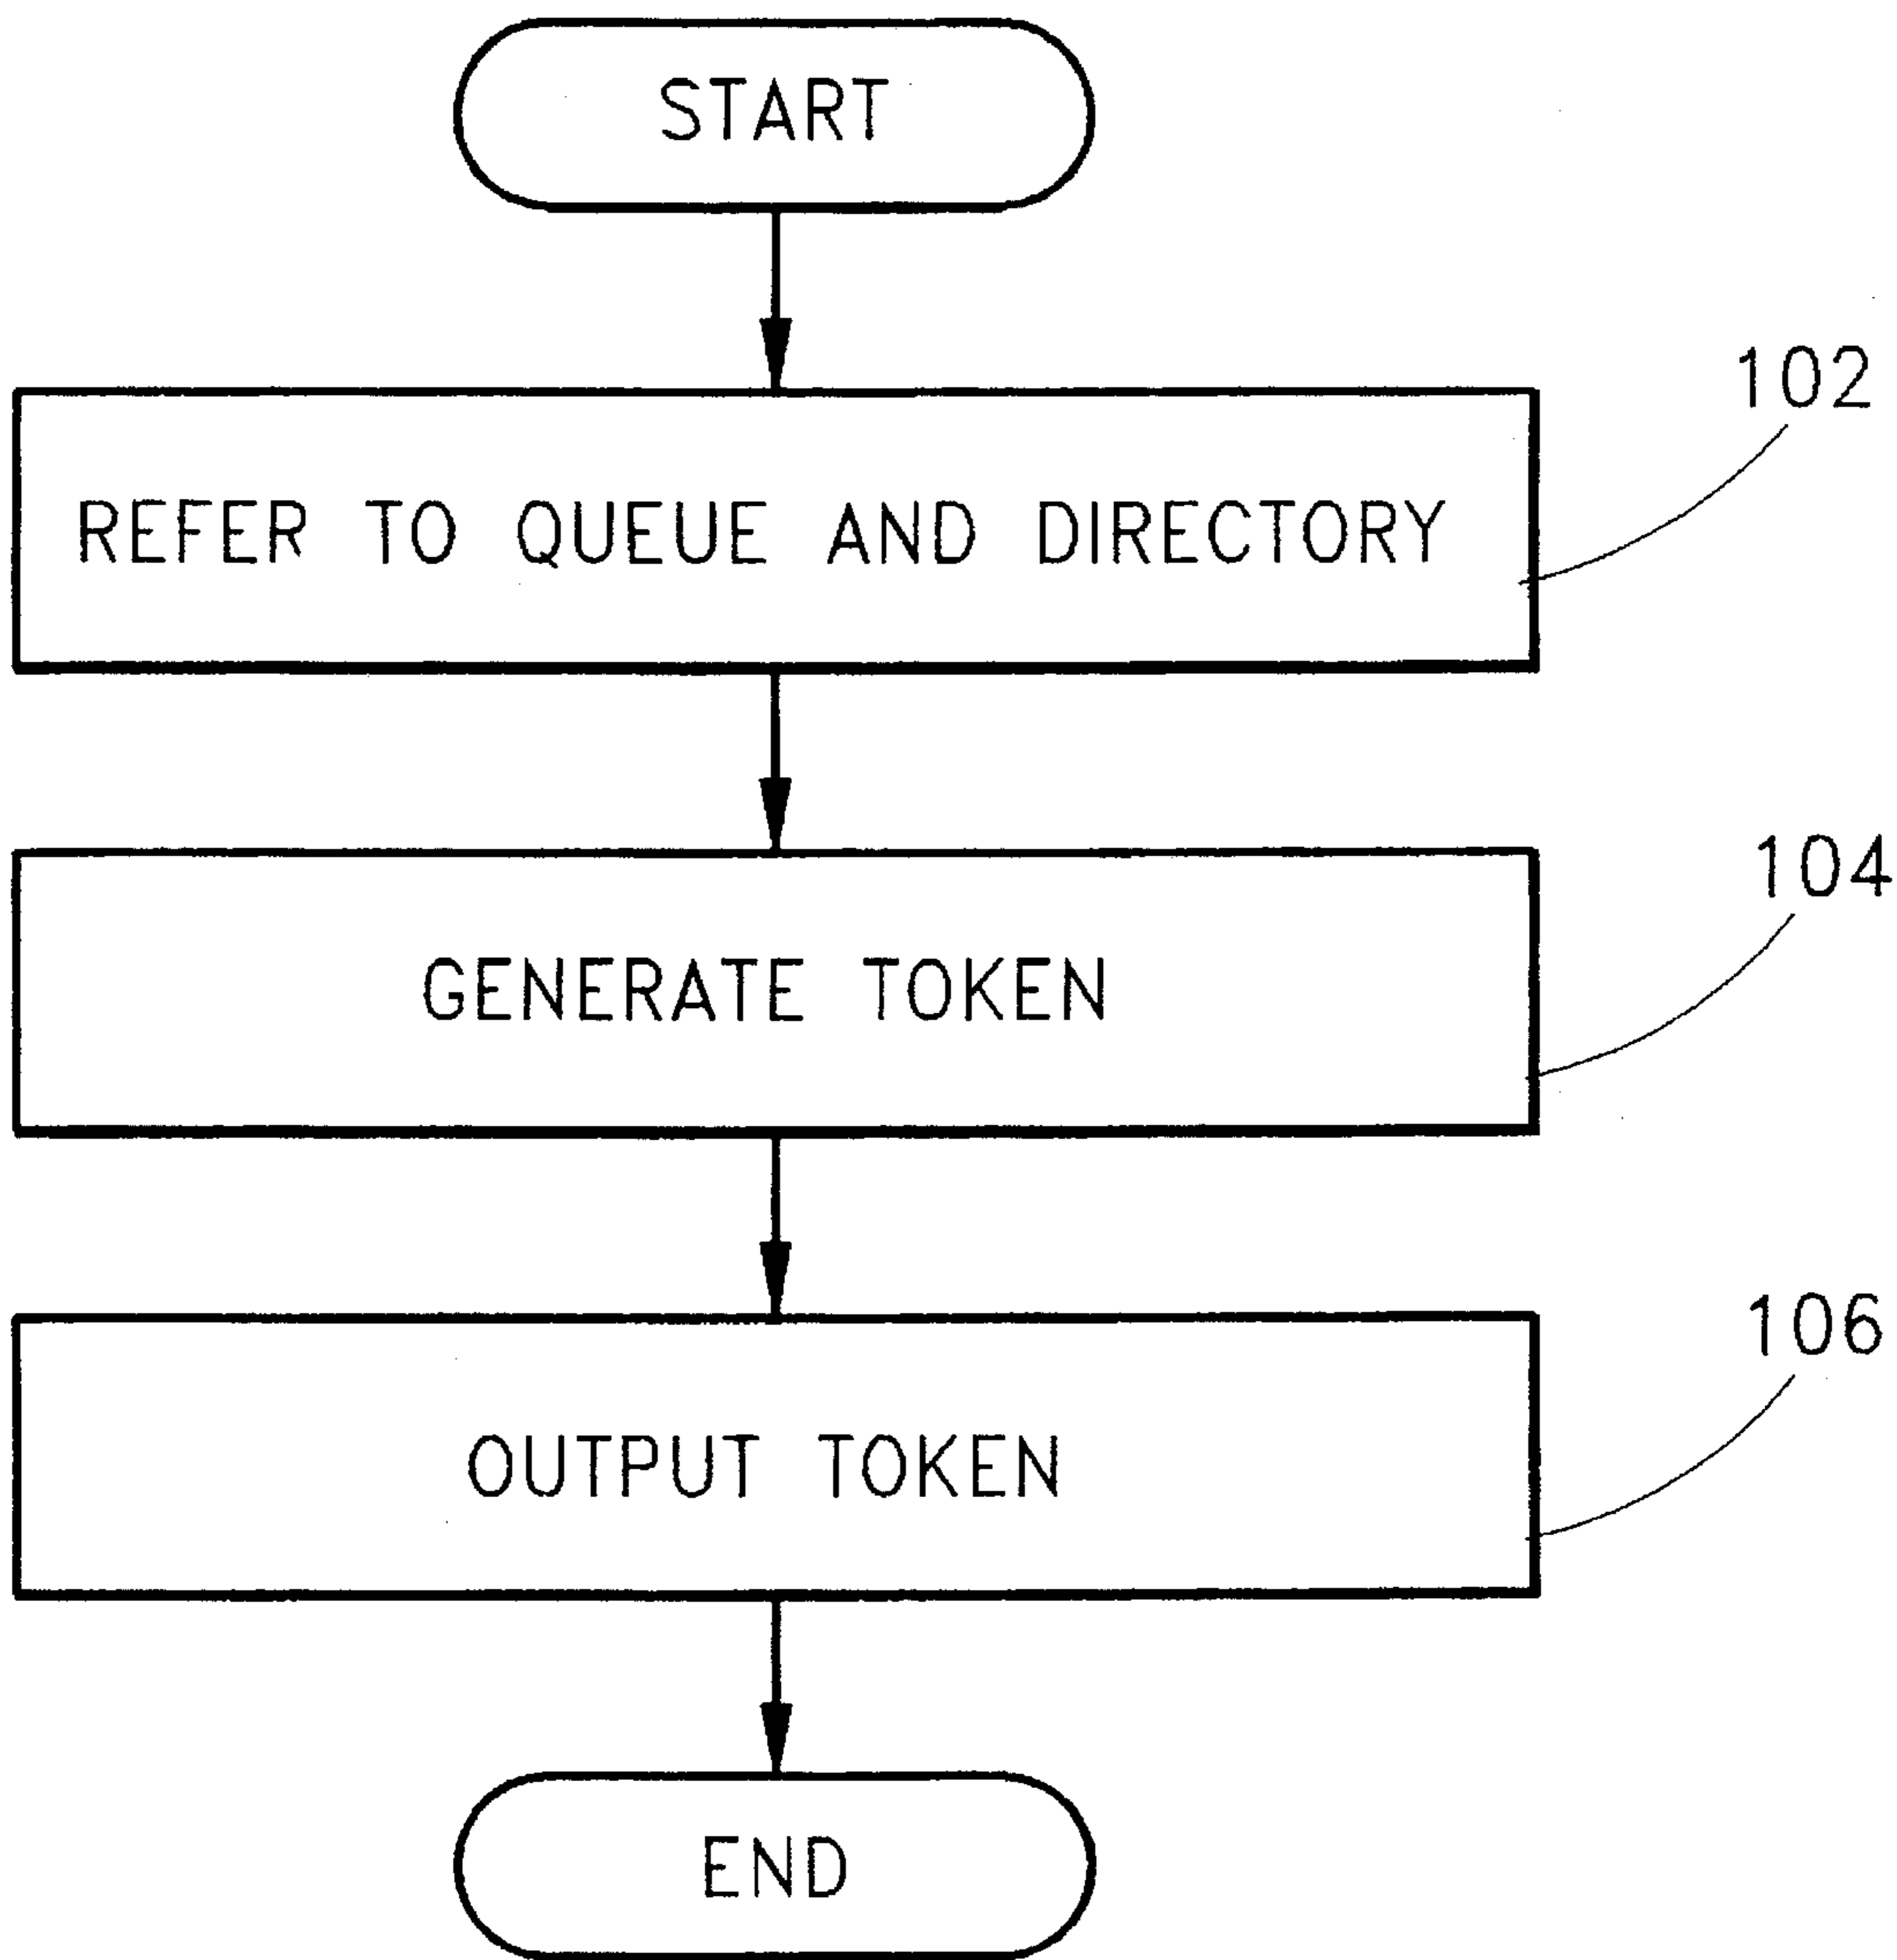 START
102
REFER TO QUEUE AND DIRECTORY
104
GENERATE TOKEN
106
OUTPUT TOKEN
END